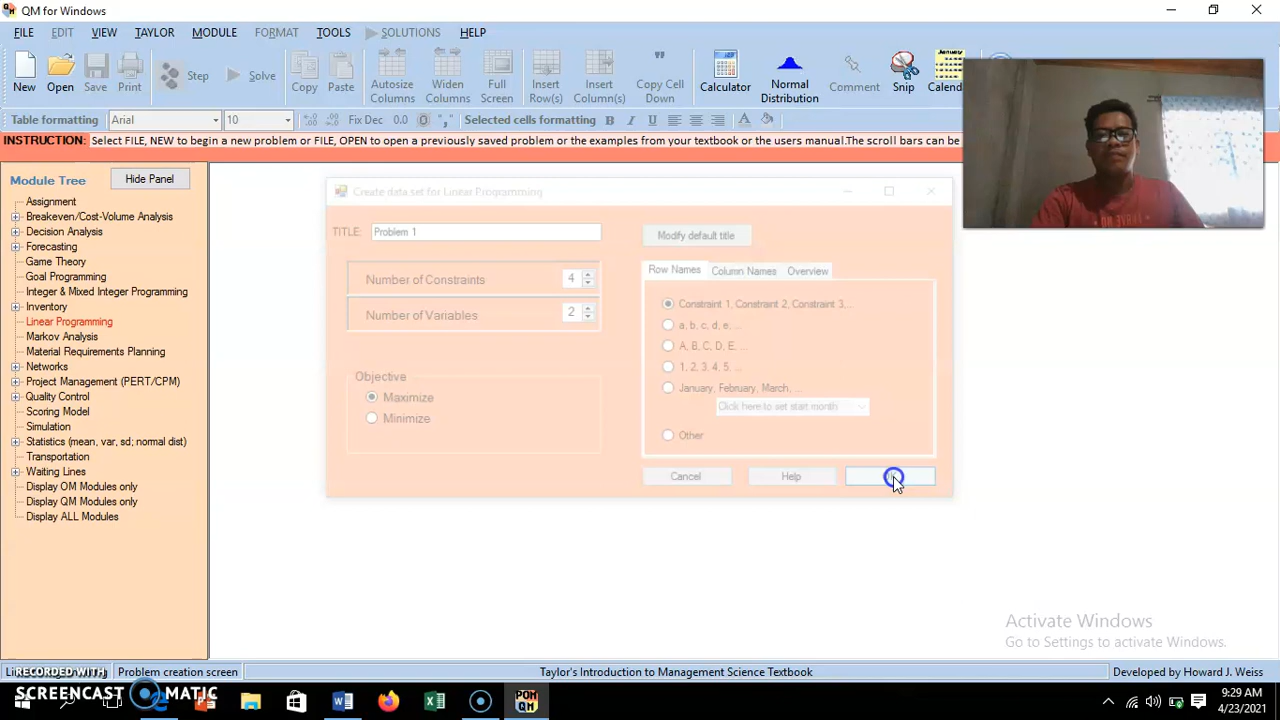 QM for Windows
FILE EDIT VIEW TAYLOR MODULE FORMAT TOOLS SOLUTIONS HELP
New Open Save Print Step Solve Copy Paste Autosize Columns Widen Columns Full Screen Insert Row(s) Insert Column(s) Copy Cell Down Calculator Normal Distribution Comment Snip Calend
January
Table formatting Arial 10 Fix Dec 0.0 Selected cells formatting B I U A
INSTRUCTION: Select FILE, NEW to begin a new problem or FILE, OPEN to open a previously saved problem or the examples from your textbook or the users manual.The scroll bars can be
Module Tree Hide Panel
Assignment
Breakeven/Cost-Volume Analysis
Decision Analysis
Forecasting
Game Theory
Goal Programming
Integer & Mixed Integer Programming
Inventory
Linear Programming
Markov Analysis
Material Requirements Planning
Networks
Project Management (PERT/CPM)
Quality Control
Scoring Model
Simulation
Statistics (mean, var, sd; normal dist)
Transportation
Waiting Lines
Display OM Modules only
Display QM Modules only
Display ALL Modules
Create data set for Linear Programming
TITLE: Problem 1
Modify default title
Number of Constraints 4
Number of Variables 2
Objective
Maximize
Minimize
Row Names Column Names Overview
Constraint 1, Constraint 2, Constraint 3,...
a, b, c, d, e, ...
A, B, C, D, E, ...
1, 2, 3, 4, 5, ...
January, February, March, ...
Click here to set start month
Other
Cancel Help
Activate Windows
Go to Settings to activate Windows.
Problem creation screen
Taylor's Introduction to Management Science Textbook
Developed by Howard J. Weiss
RECORDED WITH
SCREENCAST MATIC
POM QM
9:29 AM
4/23/2021